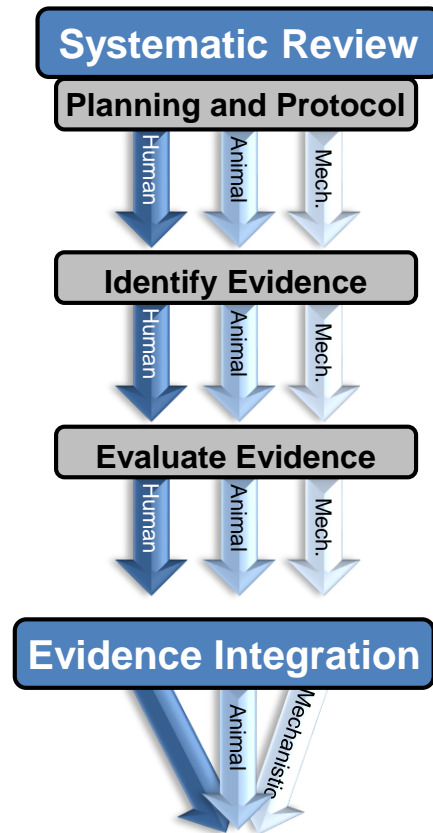 Systematic Review
Planning and Protocol
Human
Animal
Mech.
Identify Evidence
Human
Animal
Mech.
Evaluate Evidence
Human
Animal
Mech.
Evidence Integration
Animal
Mechanistic